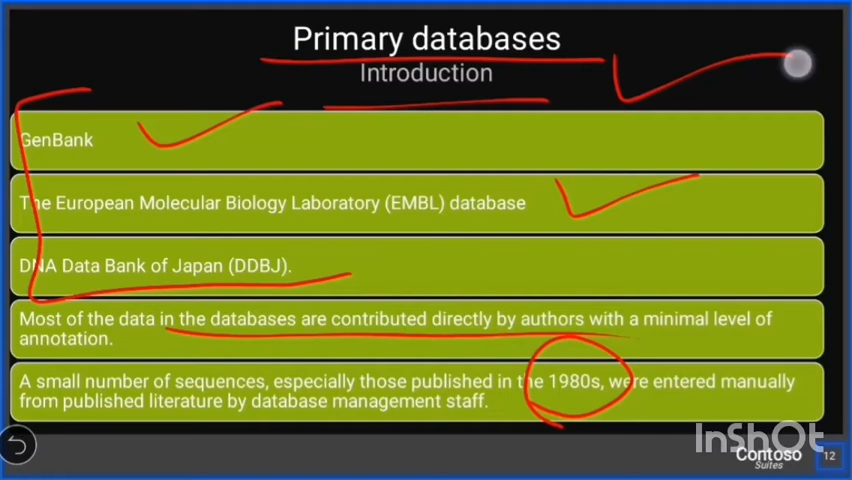 Primary databases
Introduction
GenBank
The European Molecular Biology Laboratory (EMBL) database
DNA Data Bank of Japan (DDBJ).
Most of the data in the databases are contributed directly by authors with a minimal level of
annotation.
A small number of sequences, especially those published in the 1980s, were entered manually
from published literature by database management staff.
InShOt
Contoso
Suites
12